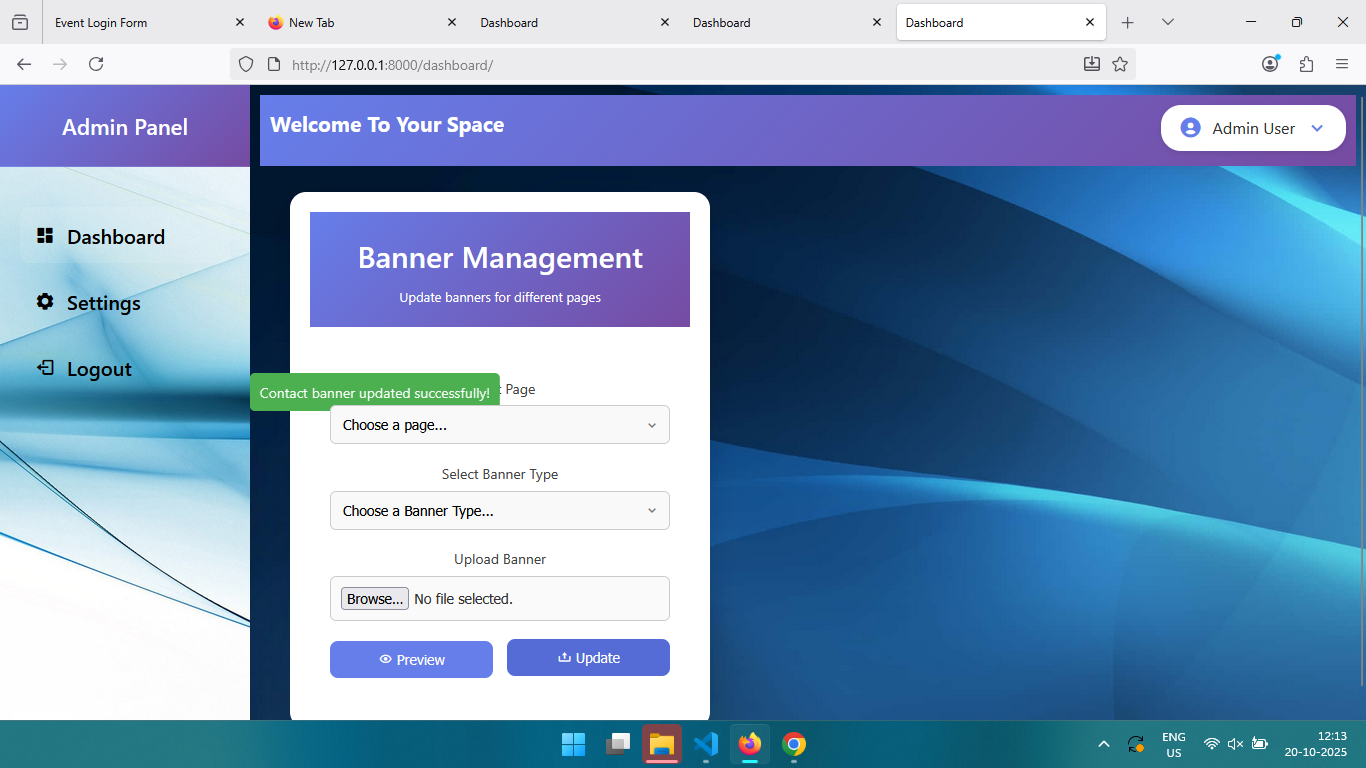 Event Login Form
New Tab
Dashboard
Dashboard
Dashboard
http://127.0.0.1:8000/dashboard/
Admin Panel
Welcome To Your Space
Admin User
Dashboard
Settings
Logout
Banner Management
Update banners for different pages
Contact banner updated successfully!
Page
Choose a page...
Select Banner Type
Choose a Banner Type...
Upload Banner
Browse... No file selected.
Preview
Update
ENG
US
12:13
20-10-2025